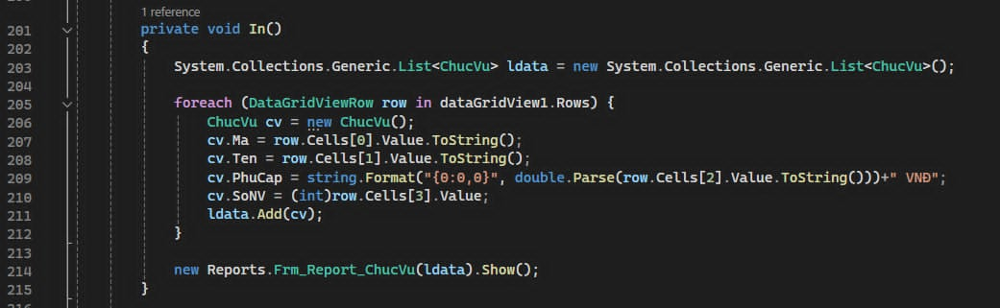 1 reference
201 private void In()
202 {
203 System.Collections.Generic.List<ChucVu> ldata = new System.Collections.Generic.List<ChucVu>();
204
205 foreach (DataGridViewRow row in dataGridView1.Rows) {
206 ChucVu cv = new ChucVu();
207 cv.Ma = row.Cells[0].Value.ToString();
208 cv.Ten = row.Cells[1].Value.ToString();
209 cv.PhuCap = string.Format("{0:0,0}", double.Parse(row.Cells[2].Value.ToString()))+" VNĐ";
210 cv.SoNV = (int)row.Cells[3].Value;
211 ldata.Add(cv);
212 }
213
214 new Reports.Frm_Report_ChucVu(ldata).Show();
215 }